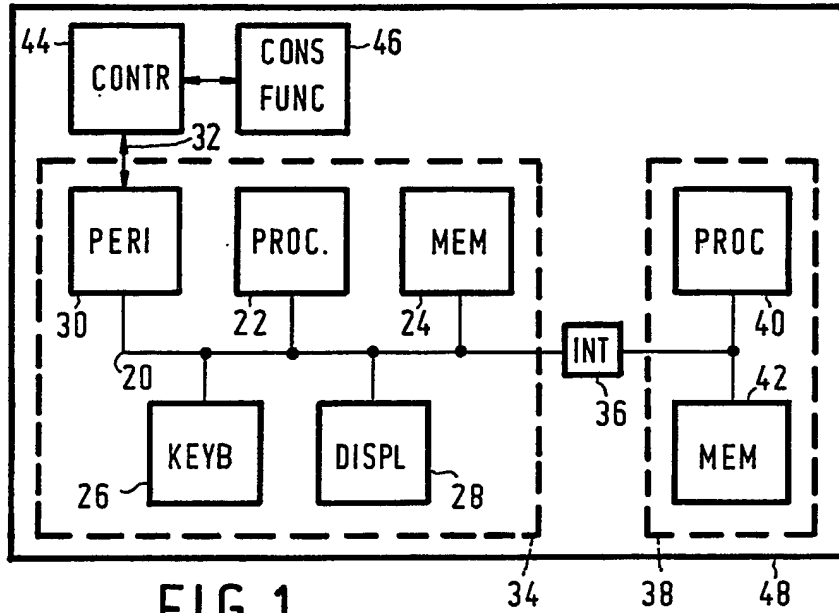 44
CONTR
CONS
FUNC
46
32
PERI
30
PROC.
22
MEM
24
PROC
40
20
INT
36
42
MEM
KEYB
26
DISPL
28
FIG.1
34
38
48